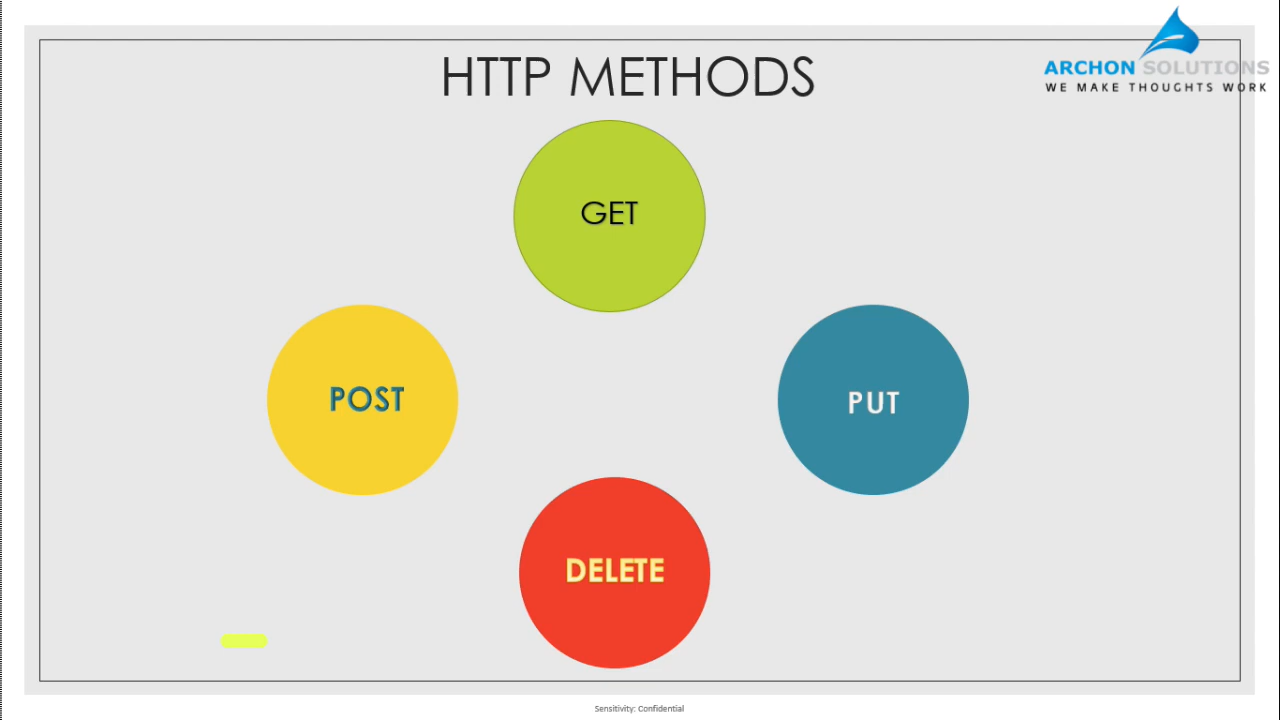 HTTP METHODS
ARCHON SOLUTIONS
WE MAKE THOUGHTS WORK
GET
POST
PUT
DELETE
Sensitivity: Confidential